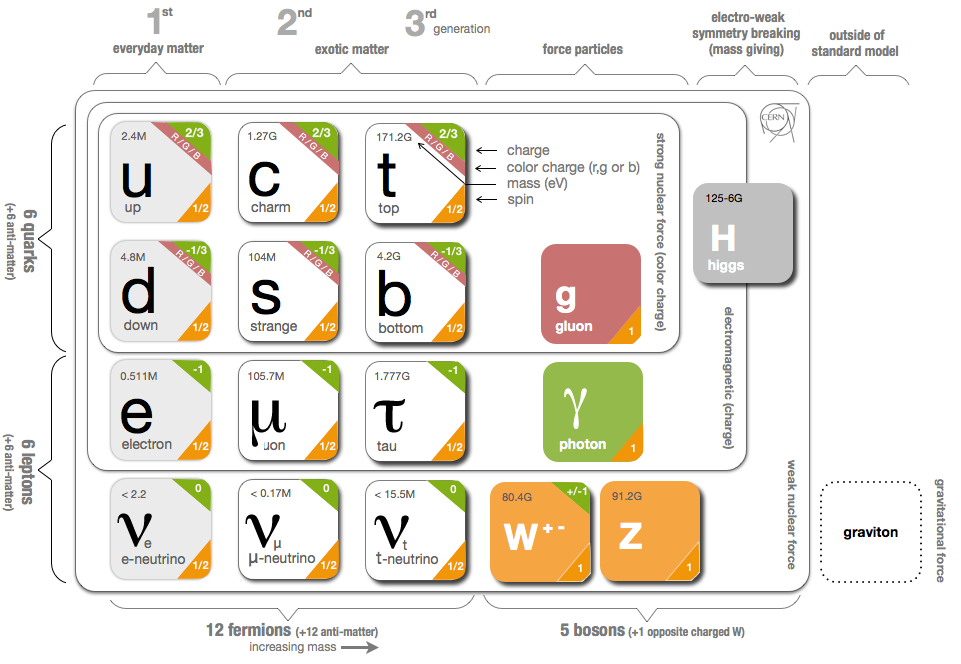 1st
2nd
3rd generation
everyday matter
exotic matter
force particles
electro-weak
symmetry breaking
(mass giving)
outside of
standard model
CERN
6 quarks
(+6 anti-matter)
2.4M
2/3
R/G/B
u
up
1/2
1.27G
2/3
R/G/B
c
charm
1/2
171.2G
2/3
R/G/B
t
top
1/2
charge
color charge (r,g or b)
mass (eV)
spin
strong nuclear force (color charge)
125-6G
H
higgs
4.8M
-1/3
R/G/B
d
down
1/2
104M
-1/3
R/G/B
s
strange
1/2
4.2G
-1/3
R/G/B
b
bottom
1/2
g
gluon
1
electromagnetic (charge)
6 leptons
(+6 anti-matter)
0.511M
-1
e
electron
1/2
105.7M
-1
μ
uon
1/2
1.777G
-1
τ
tau
1/2
γ
photon
1
weak nuclear force
< 2.2
0
νe
e-neutrino
1/2
< 0.17M
0
νμ
μ-neutrino
1/2
< 15.5M
0
νt
t-neutrino
1/2
80.4G
+/-1
W+-
1
91.2G
Z
1
graviton
gravitational force
12 fermions (+12 anti-matter)
increasing mass
5 bosons (+1 opposite charged W)